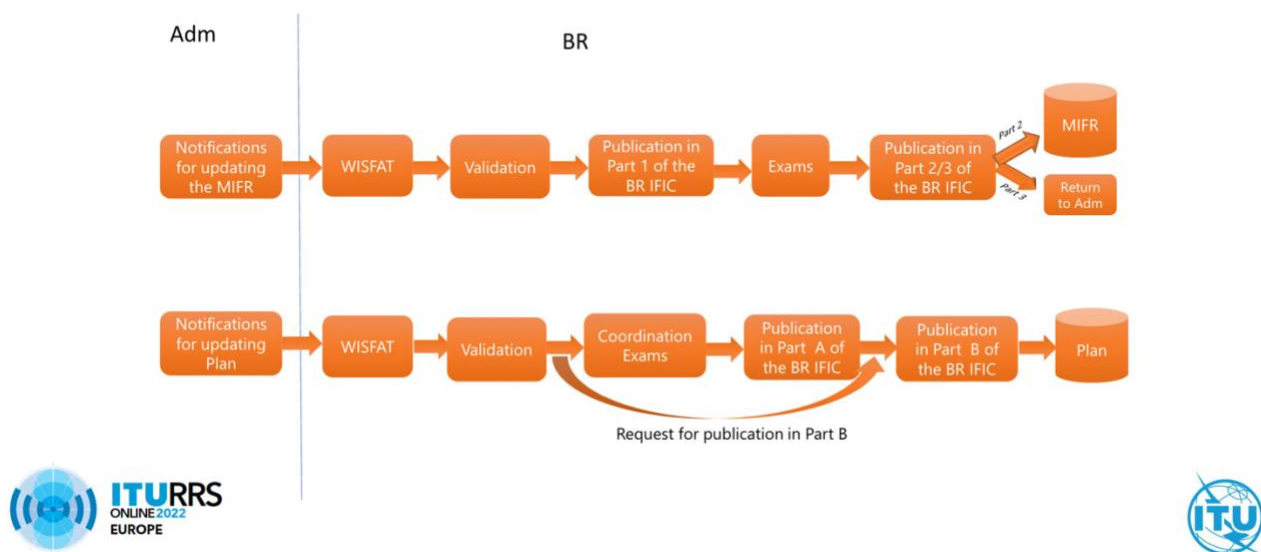 Adm
BR
Notifications
for updating
the MIFR
WISFAT
Validation
Publication in
Part 1 of the
BR IFIC
Exams
Publication in
Part 2/3 of
the BR IFIC
Part 2
MIFR
Part 3
Return
to Adm
Notifications
for updating
Plan
WISFAT
Validation
Coordination
Exams
Publication
in Part A of
the BR IFIC
Publication
in Part B of
the BR IFIC
Plan
Request for publication in Part B
ITURRS
ONLINE2022
EUROPE
ITU